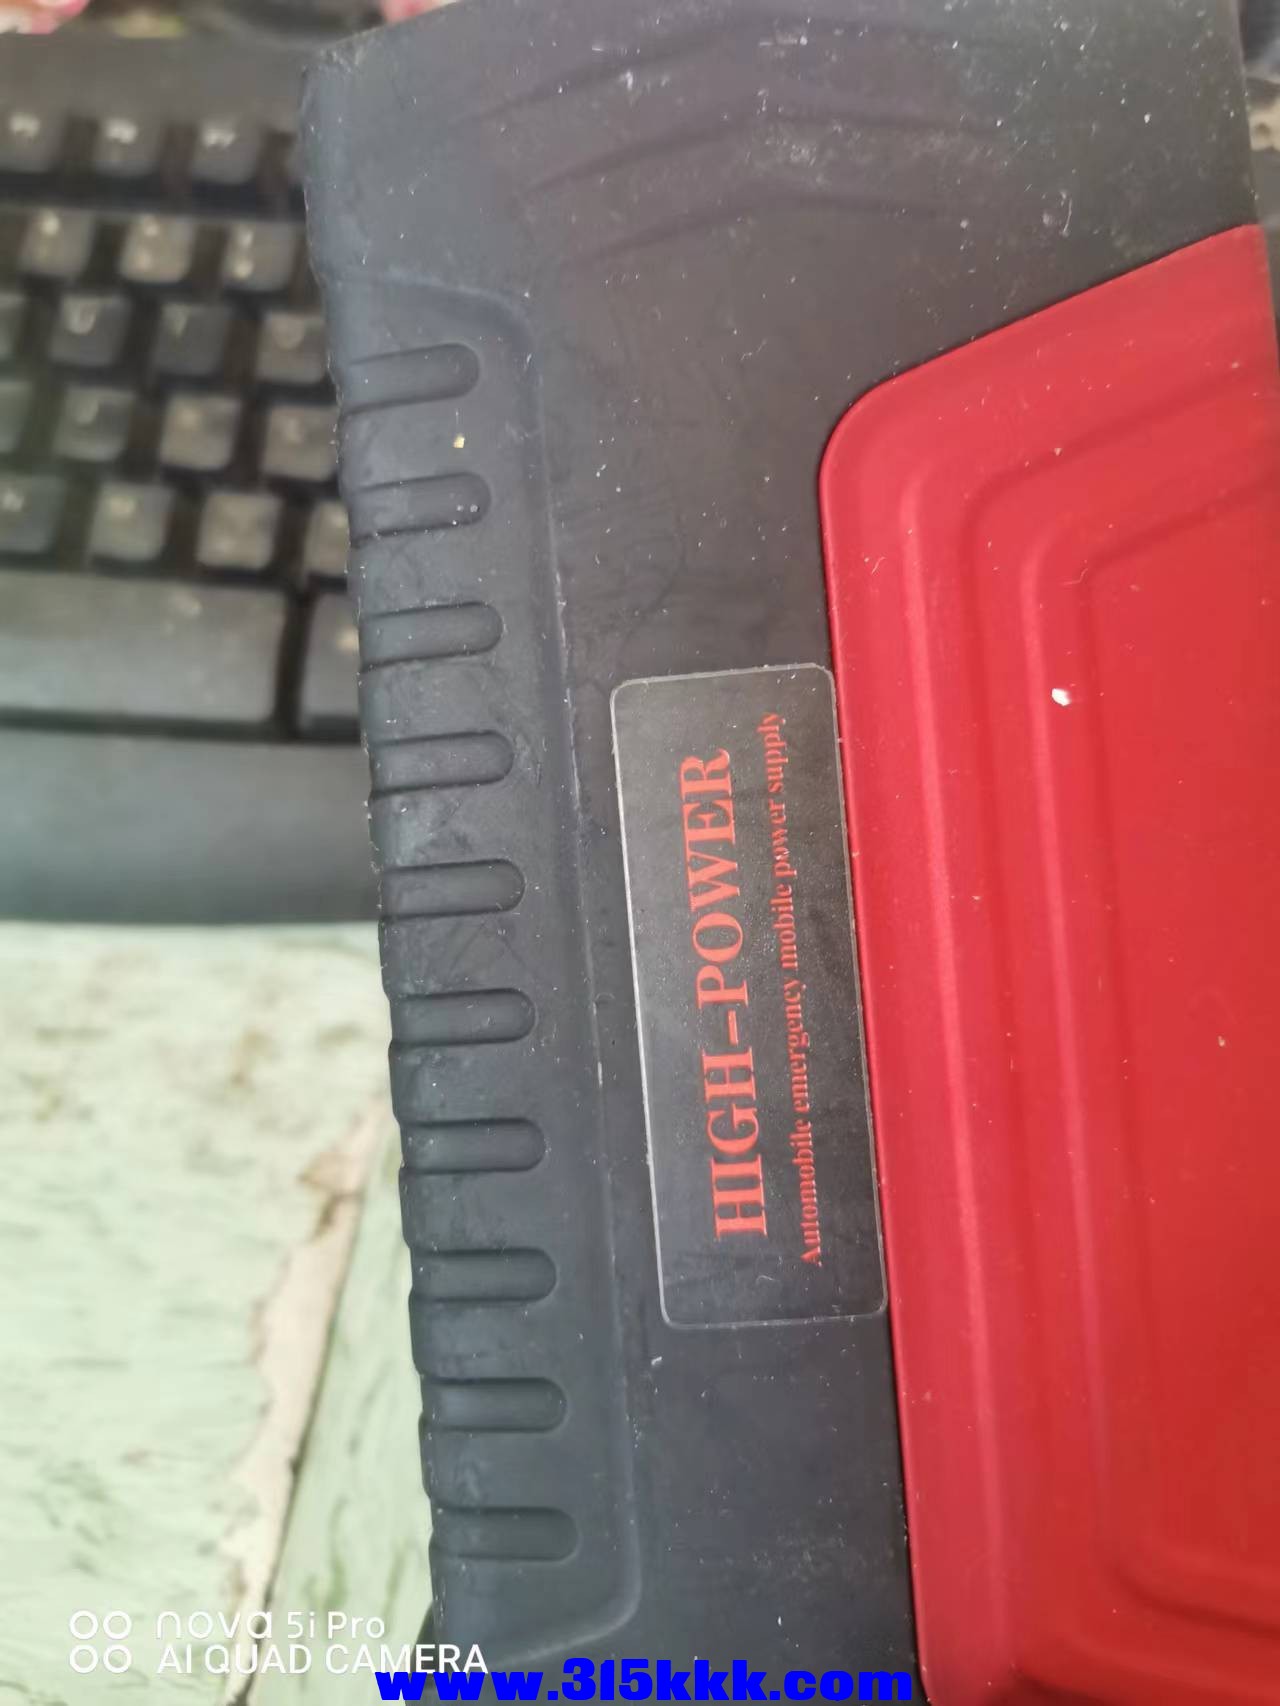 HIGH-POWER
Automobile emergency mobile power supply
nova 5i Pro
AI QUAD CAMERA
www.315kkk.com